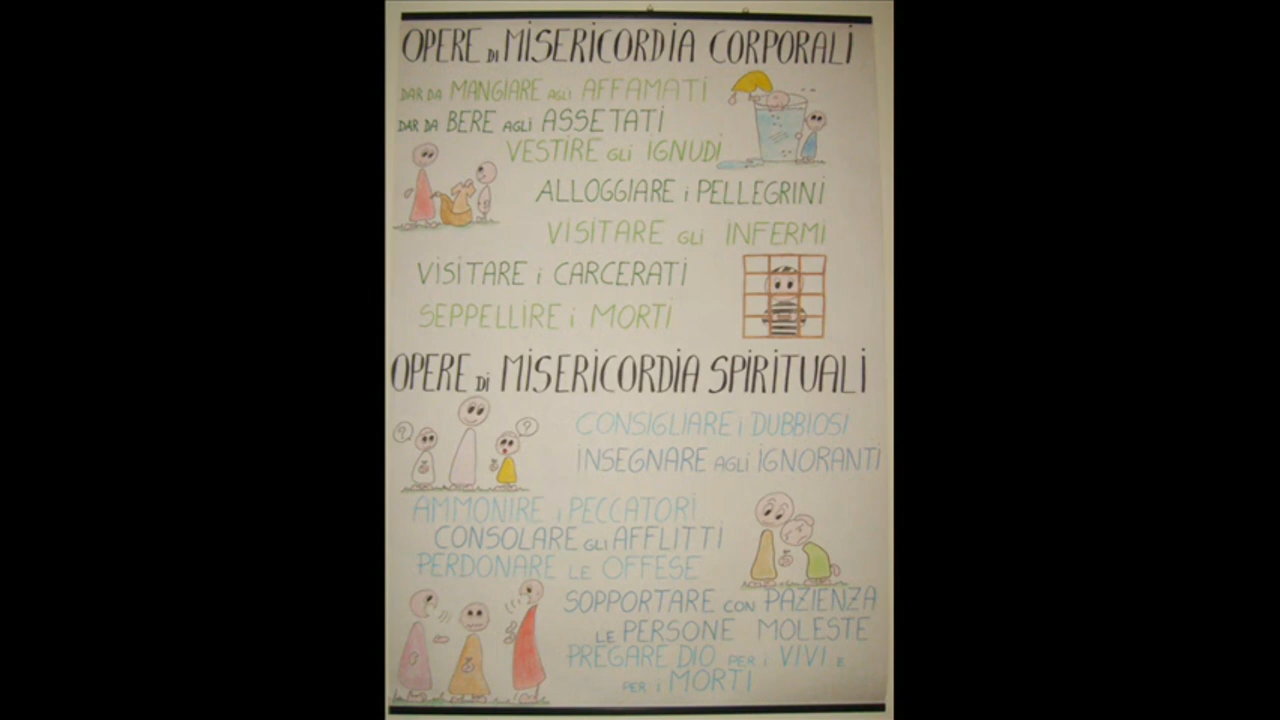 OPERE DI MISERICORDIA CORPORALI
DAR DA MANGIARE AGLI AFFAMATI
DAR DA BERE AGLI ASSETATI
VESTIRE GLI IGNUDI
ALLOGGIARE I PELLEGRINI
VISITARE GLI INFERMI
VISITARE I CARCERATI
SEPPELLIRE I MORTI
OPERE DI MISERICORDIA SPIRITUALI
? ?
CONSIGLIARE I DUBBIOSI
INSEGNARE AGLI IGNORANTI
AMMONIRE I PECCATORI
CONSOLARE GLI AFFLITTI
PERDONARE LE OFFESE
SOPPORTARE CON PAZIENZA
LE PERSONE MOLESTE
PREGARE DIO PER I VIVI E
PER I MORTI